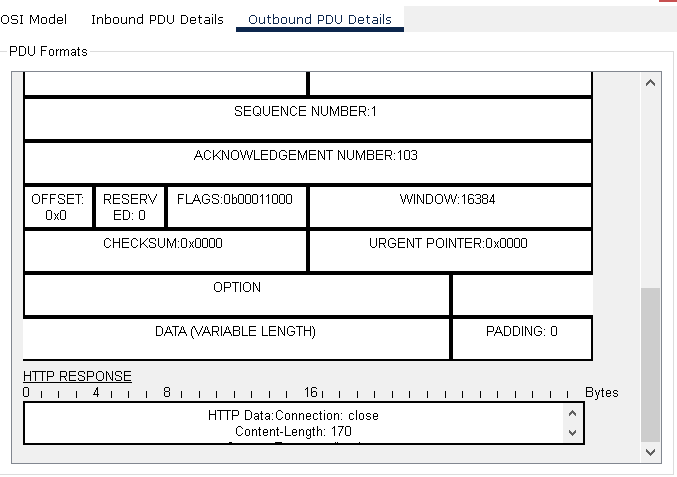 OSI Model Inbound PDU Details Outbound PDU Details
PDU Formats
SEQUENCE NUMBER:1
ACKNOWLEDGEMENT NUMBER:103
OFFSET: RESERV FLAGS:0b00011000 WINDOW:16384
0x0 ED: 0
CHECKSUM:0x0000 URGENT POINTER:0x0000
OPTION
DATA (VARIABLE LENGTH) PADDING: 0
HTTP RESPONSE
0 4 8 16 Bytes
HTTP Data:Connection: close
Content-Length: 170